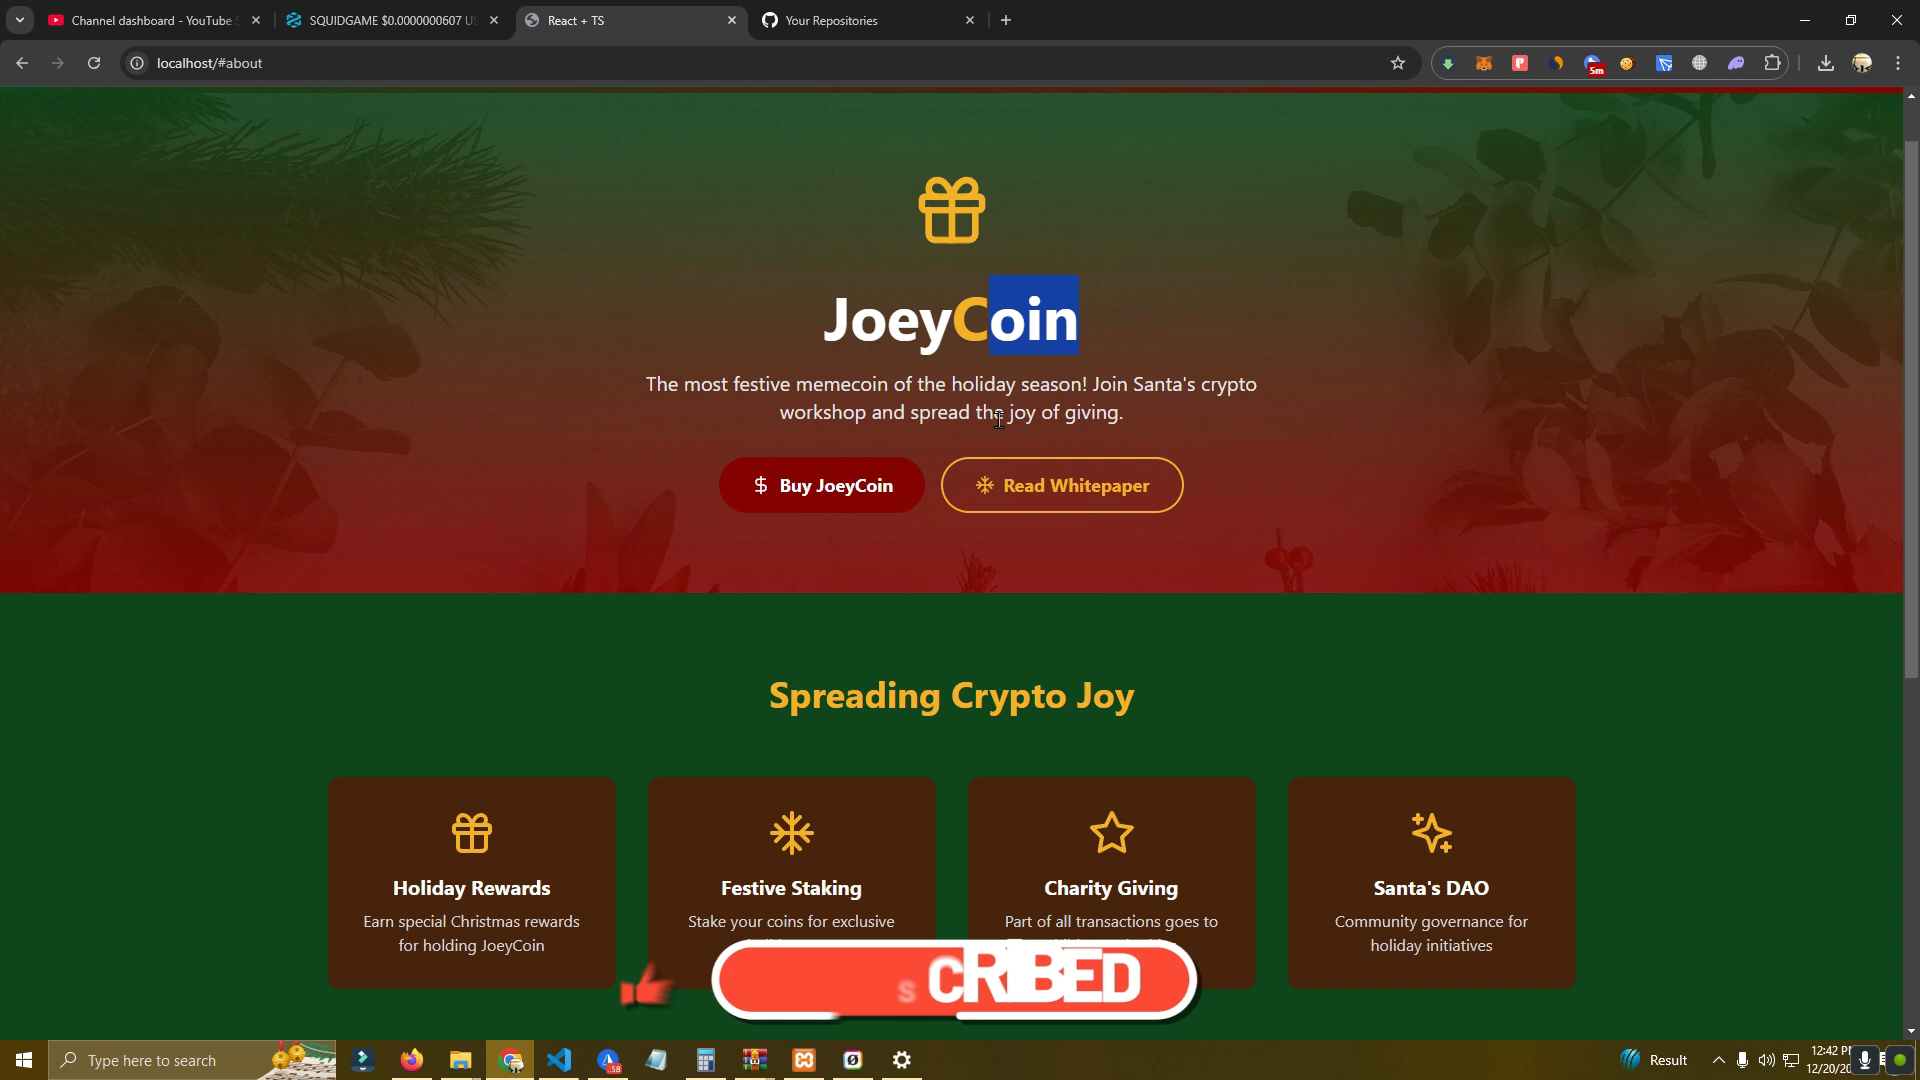 Channel dashboard - YouTube
SQUIDGAME $0.0000000607 U
React + TS
Your Repositories
localhost/#about
5m
JoeyCoin
The most festive memecoin of the holiday season! Join Santa's crypto
workshop and spread the joy of giving.
$ Buy JoeyCoin
Read Whitepaper
Spreading Crypto Joy
Holiday Rewards
Earn special Christmas rewards
for holding JoeyCoin
Festive Staking
Stake your coins for exclusive
Charity Giving
Part of all transactions goes to
Santa's DAO
Community governance for
holiday initiatives
S CRIBED
Type here to search
58
Result
12:42
12/20/20